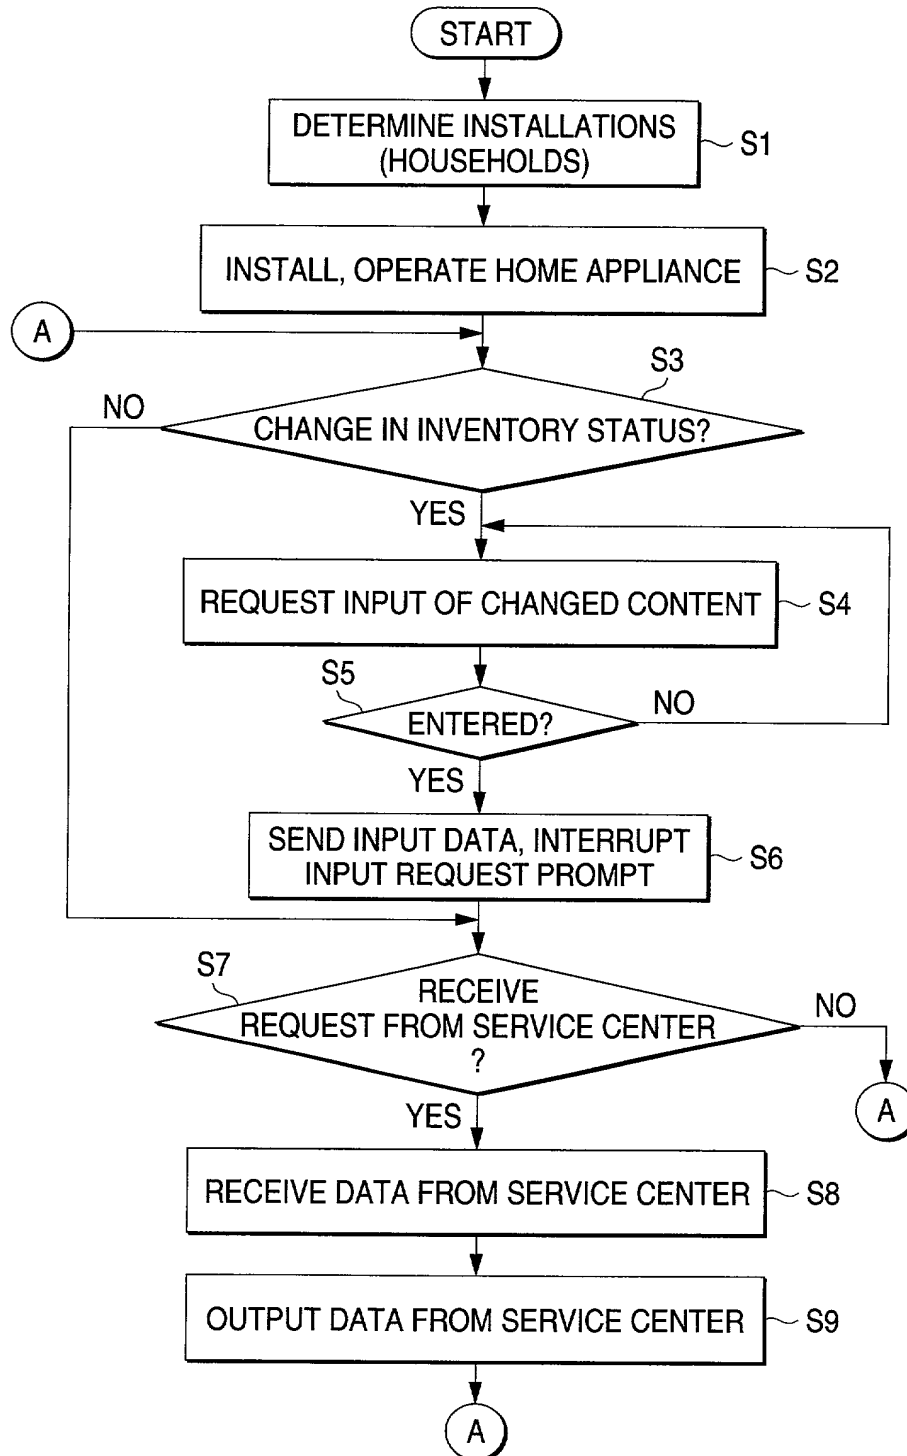 START
DETERMINE INSTALLATIONS
(HOUSEHOLDS)
S1
INSTALL, OPERATE HOME APPLIANCE
S2
A
S3
NO
CHANGE IN INVENTORY STATUS?
YES
REQUEST INPUT OF CHANGED CONTENT
S4
S5
ENTERED?
NO
YES
SEND INPUT DATA, INTERRUPT
INPUT REQUEST PROMPT
S6
S7
RECEIVE
REQUEST FROM SERVICE CENTER
?
NO
YES
A
RECEIVE DATA FROM SERVICE CENTER
S8
OUTPUT DATA FROM SERVICE CENTER
S9
A